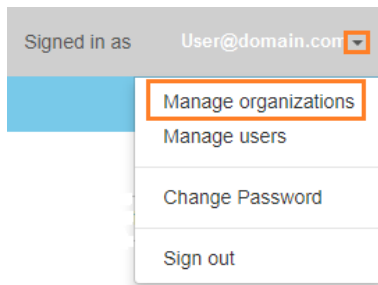 Signed in as User@domain.com
Manage organizations
Manage users
Change Password
Sign out